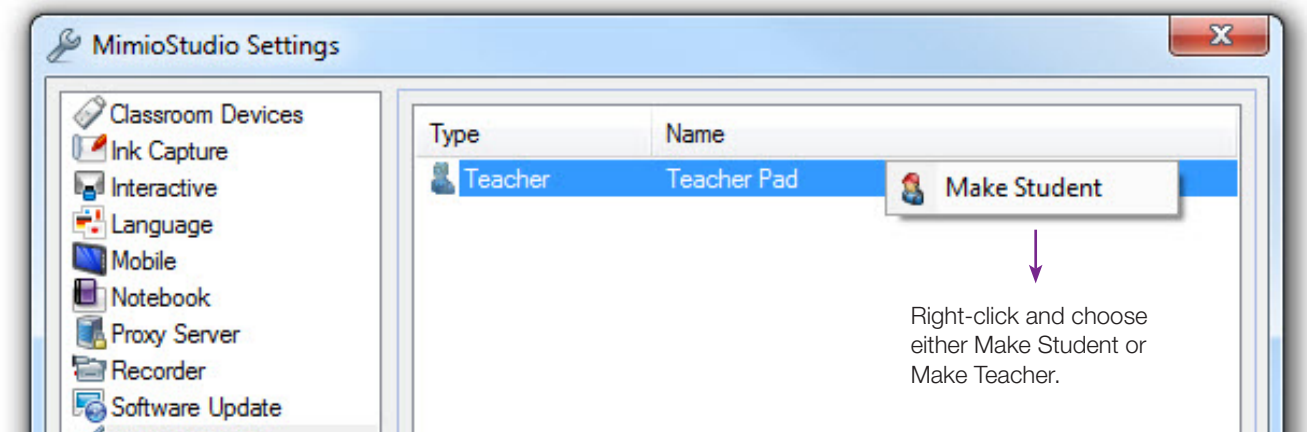 MimioStudio Settings
Classroom Devices
Ink Capture
Interactive
Language
Mobile
Notebook
Proxy Server
Recorder
Software Update
Type Name
Teacher Teacher Pad
Make Student
Right-click and choose
either Make Student or
Make Teacher.